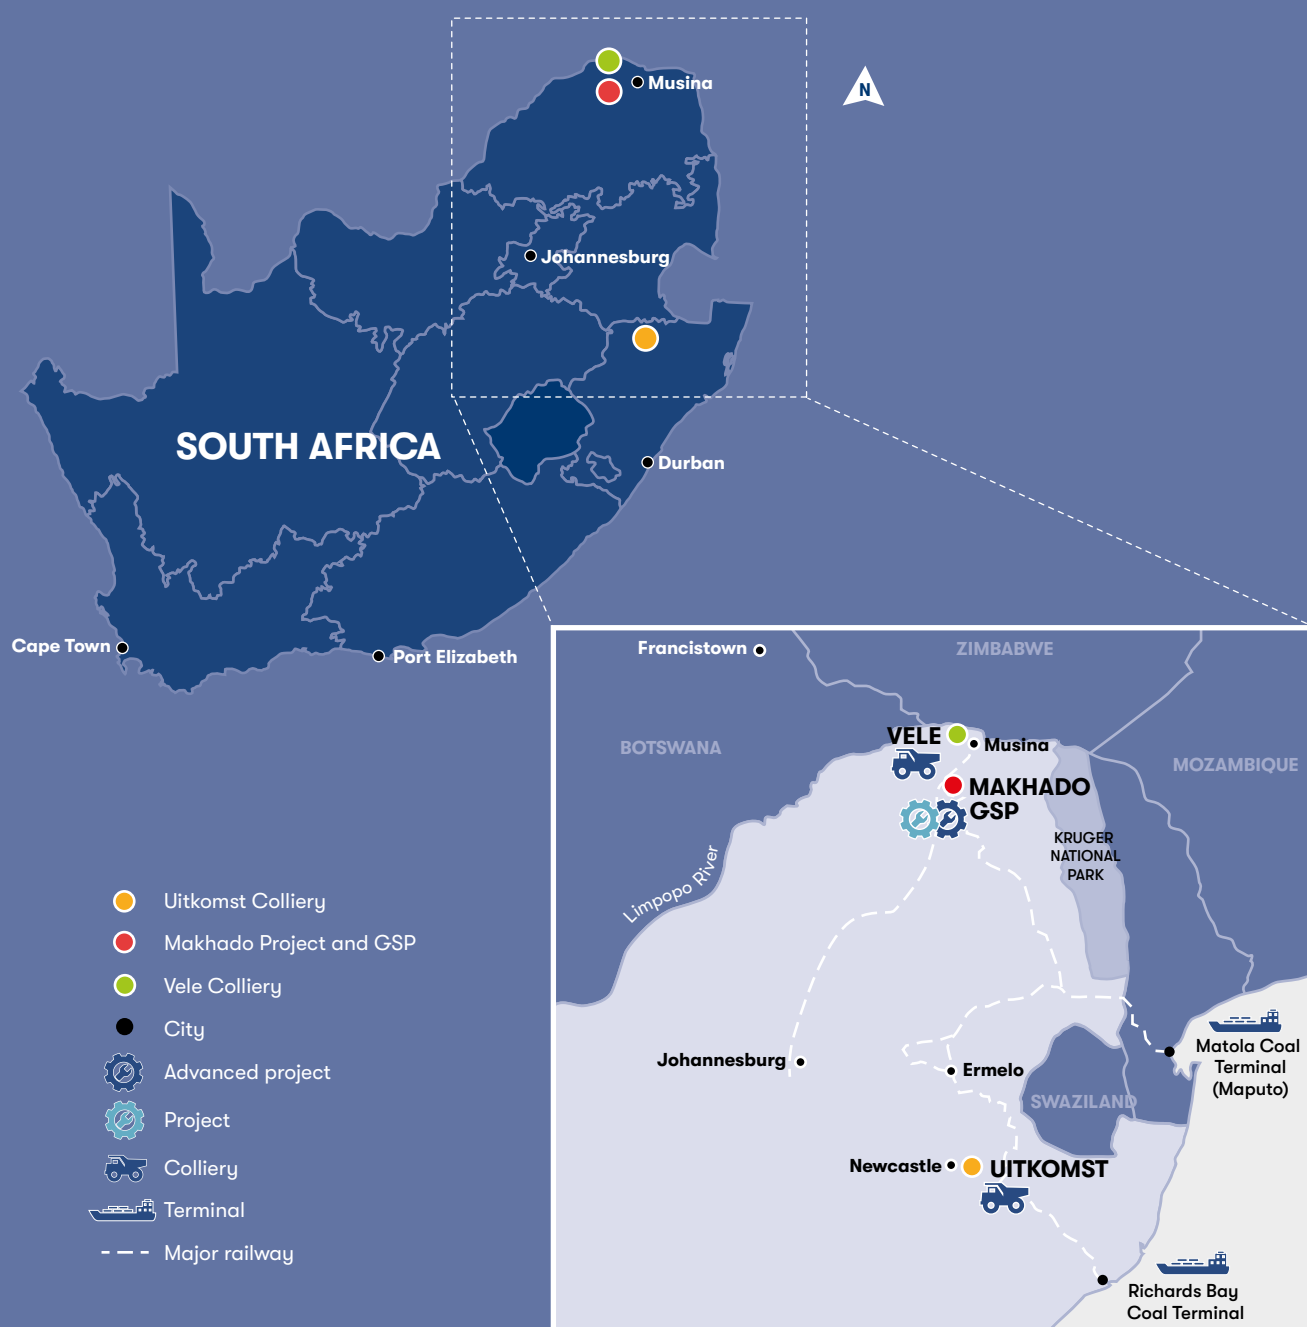 Musina
N
Johannesburg
SOUTH AFRICA
Durban
Cape Town
Port Elizabeth
Francistown
ZIMBABWE
BOTSWANA
VELE
Musina
MOZAMBIQUE
MAKHADO
GSP
KRUGER
NATIONAL
PARK
Limpopo River
Johannesburg
Ermelo
Matola Coal
Terminal
(Maputo)
SWAZILAND
Newcastle
UITKOMST
Richards Bay
Coal Terminal
Uitkomst Colliery
Makhado Project and GSP
Vele Colliery
City
Advanced project
Project
Colliery
Terminal
Major railway